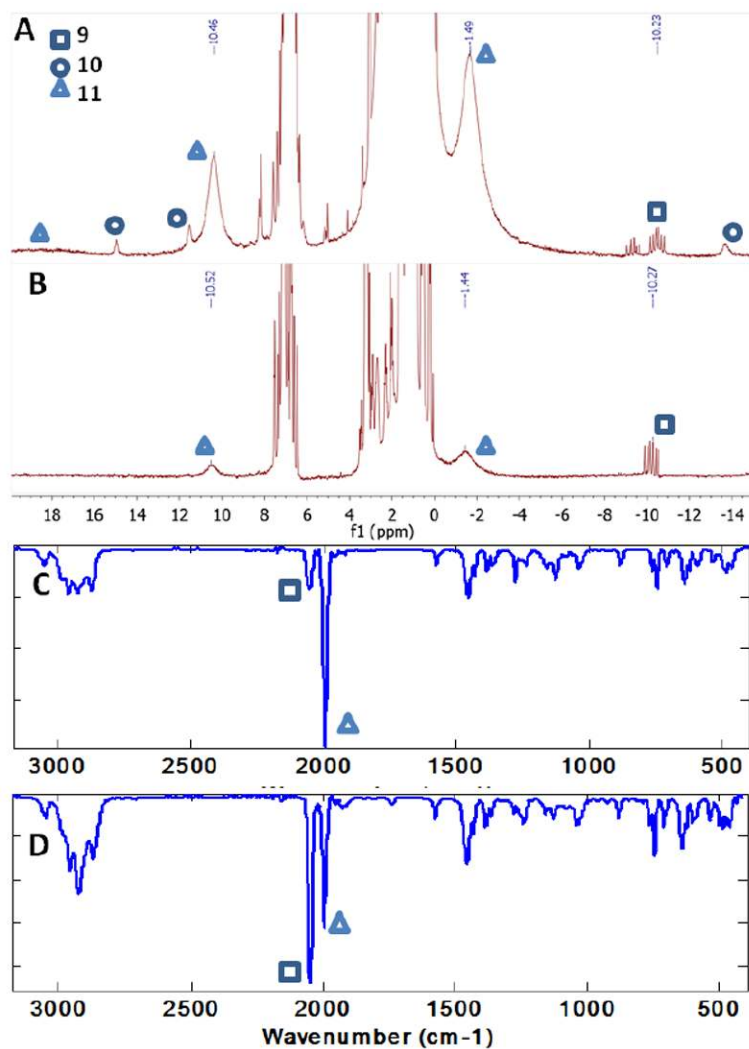 A
9
10
11
—10.46
—-1.49
—-10.23
B
—10.52
—-1.44
—-10.27
18 16 14 12 10 8 6 4 2 0 -2 -4 -6 -8 -10 -12 -14
f1 (ppm)
C
3000 2500 2000 1500 1000 500
D
3000 2500 2000 1500 1000 500
Wavenumber (cm-1)